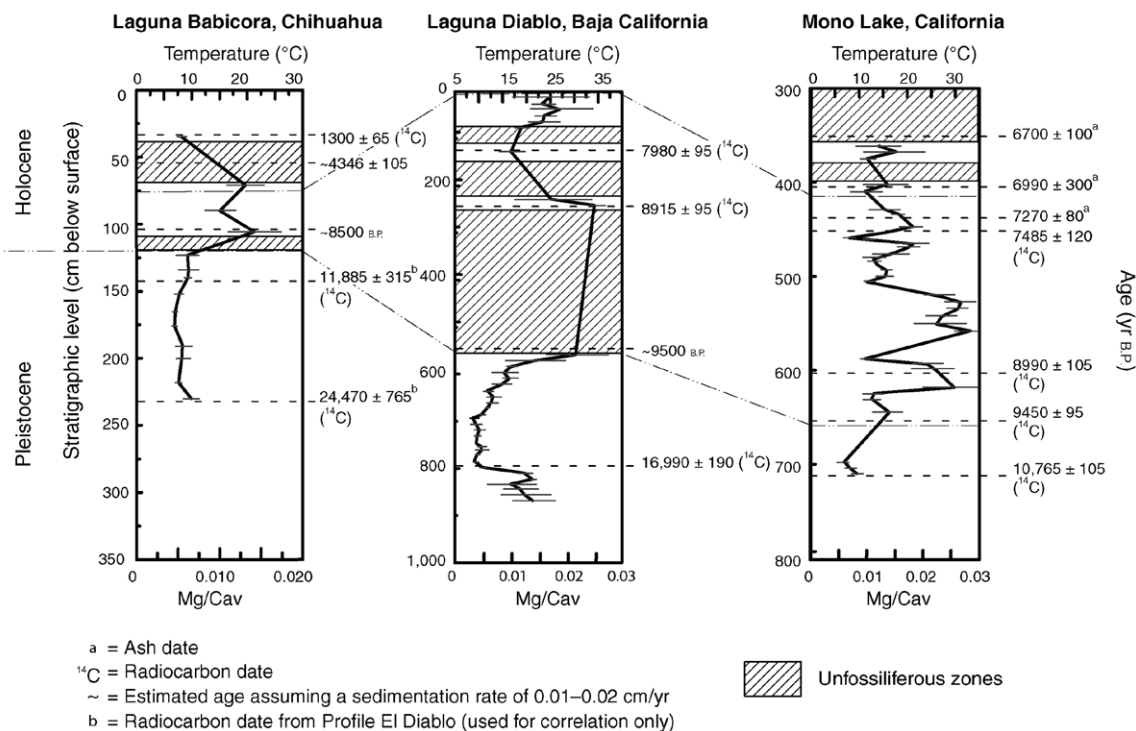 Laguna Babicora, Chihuahua
Temperature (°C)
0 10 20 30
Holocene
Pleistocene
Stratigraphic level (cm below surface)
0
50
100
150
200
250
300
350
1300 ± 65 (14C)
~4346 ± 105
~8500 B.P.
11,885 ± 315b
(14C)
24,470 ± 765b
(14C)
0 0.010 0.020
Mg/Cav
Laguna Diablo, Baja California
Temperature (°C)
5 15 25 35
0
200
400
600
800
1,000
7980 ± 95 (14C)
8915 ± 95 (14C)
~9500 B.P.
16,990 ± 190 (14C)
0 0.01 0.02 0.03
Mg/Cav
Mono Lake, California
Temperature (°C)
0 10 20 30
300
400
500
600
700
800
6700 ± 100a
6990 ± 300a
7270 ± 80a
7485 ± 120
(14C)
8990 ± 105
(14C)
9450 ± 95
(14C)
10,765 ± 105
(14C)
Age (yr B.P.)
0 0.01 0.02 0.03
Mg/Cav
a = Ash date
14C = Radiocarbon date
~ = Estimated age assuming a sedimentation rate of 0.01–0.02 cm/yr
b = Radiocarbon date from Profile El Diablo (used for correlation only)
Unfossiliferous zones